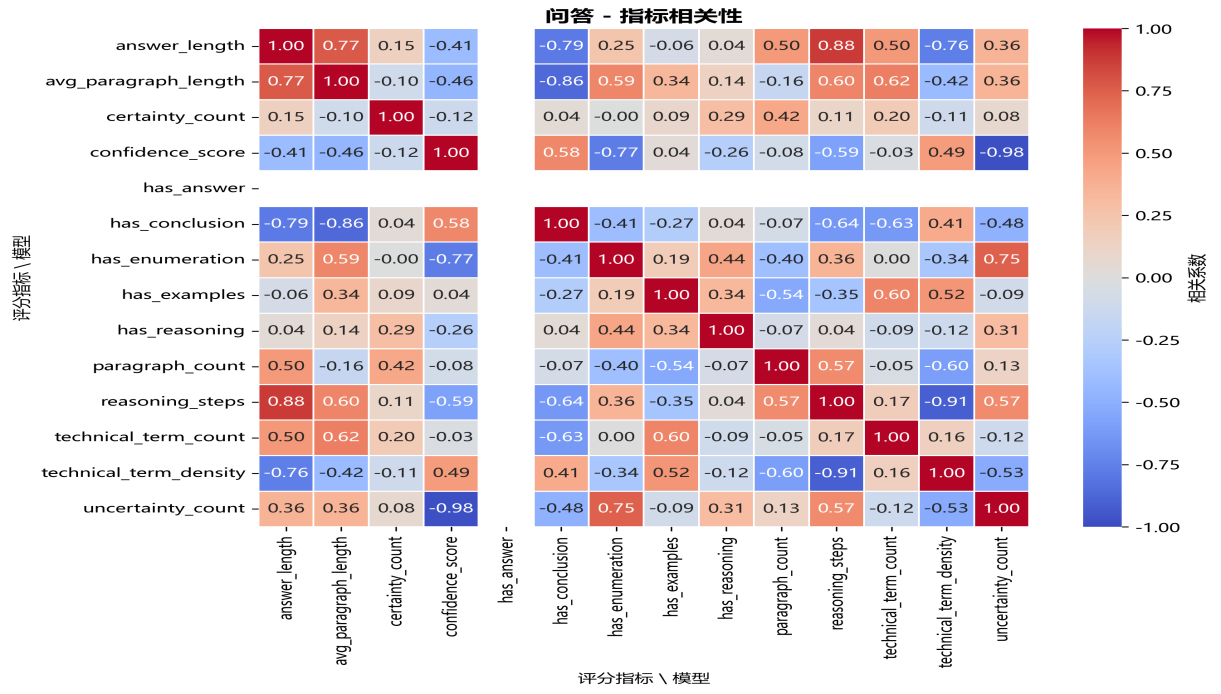 问答 - 指标相关性
answer_length 1.00 0.77 0.15 -0.41 -0.79 0.25 -0.06 0.04 0.50 0.88 0.50 -0.76 0.36
avg_paragraph_length 0.77 1.00 -0.10 -0.46 -0.86 0.59 0.34 0.14 -0.16 0.60 0.62 -0.42 0.36
certainty_count 0.15 -0.10 1.00 -0.12 0.04 -0.00 0.09 0.29 0.42 0.11 0.20 -0.11 0.08
confidence_score -0.41 -0.46 -0.12 1.00 0.58 -0.77 0.04 -0.26 -0.08 -0.59 -0.03 0.49 -0.98
has_answer
has_conclusion -0.79 -0.86 0.04 0.58 1.00 -0.41 -0.27 0.04 -0.07 -0.64 -0.63 0.41 -0.48
has_enumeration 0.25 0.59 -0.00 -0.77 -0.41 1.00 0.19 0.44 -0.40 0.36 0.00 -0.34 0.75
has_examples -0.06 0.34 0.09 0.04 -0.27 0.19 1.00 0.34 -0.54 -0.35 0.60 0.52 -0.09
has_reasoning 0.04 0.14 0.29 -0.26 0.04 0.44 0.34 1.00 -0.07 0.04 -0.09 -0.12 0.31
paragraph_count 0.50 -0.16 0.42 -0.08 -0.07 -0.40 -0.54 -0.07 1.00 0.57 -0.05 -0.60 0.13
reasoning_steps 0.88 0.60 0.11 -0.59 -0.64 0.36 -0.35 0.04 0.57 1.00 0.17 -0.91 0.57
technical_term_count 0.50 0.62 0.20 -0.03 -0.63 0.00 0.60 -0.09 -0.05 0.17 1.00 0.16 -0.12
technical_term_density -0.76 -0.42 -0.11 0.49 0.41 -0.34 0.52 -0.12 -0.60 -0.91 0.16 1.00 -0.53
uncertainty_count 0.36 0.36 0.08 -0.98 -0.48 0.75 -0.09 0.31 0.13 0.57 -0.12 -0.53 1.00
评分指标 \ 模型
answer_length
avg_paragraph_length
certainty_count
confidence_score
has_answer
has_conclusion
has_enumeration
has_examples
has_reasoning
paragraph_count
reasoning_steps
technical_term_count
technical_term_density
uncertainty_count
评分指标 \ 模型
1.00
0.75
0.50
0.25
0.00
-0.25
-0.50
-0.75
-1.00
相关系数